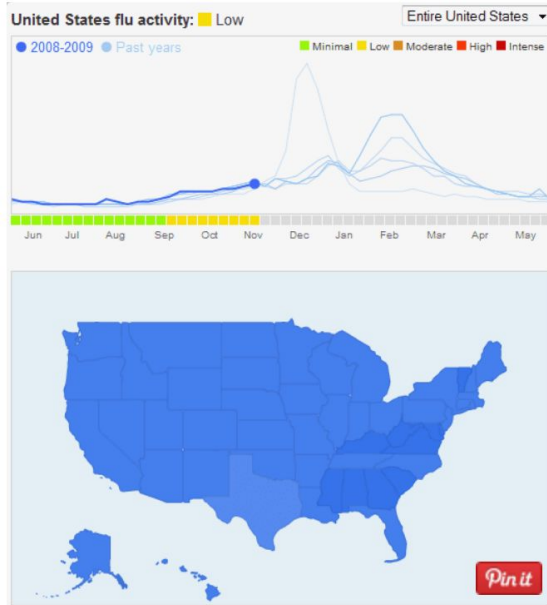 United States flu activity: Low
Entire United States
2008-2009 Past years
Minimal Low Moderate High Intense
Jun Jul Aug Sep Oct Nov Dec Jan Feb Mar Apr May
Pin it